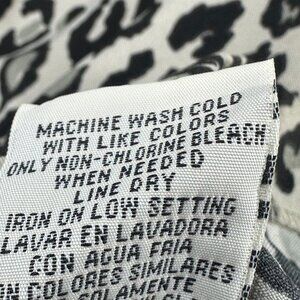 MACHINE WASH COLD
WITH LIKE COLORS
ONLY NON-CHLORINE BLEACH
WHEN NEEDED
LINE DRY
IRON ON LOW SETTING
LAVAR EN LAVADORA
CON AGUA FRIA
COLORES SIMILARES